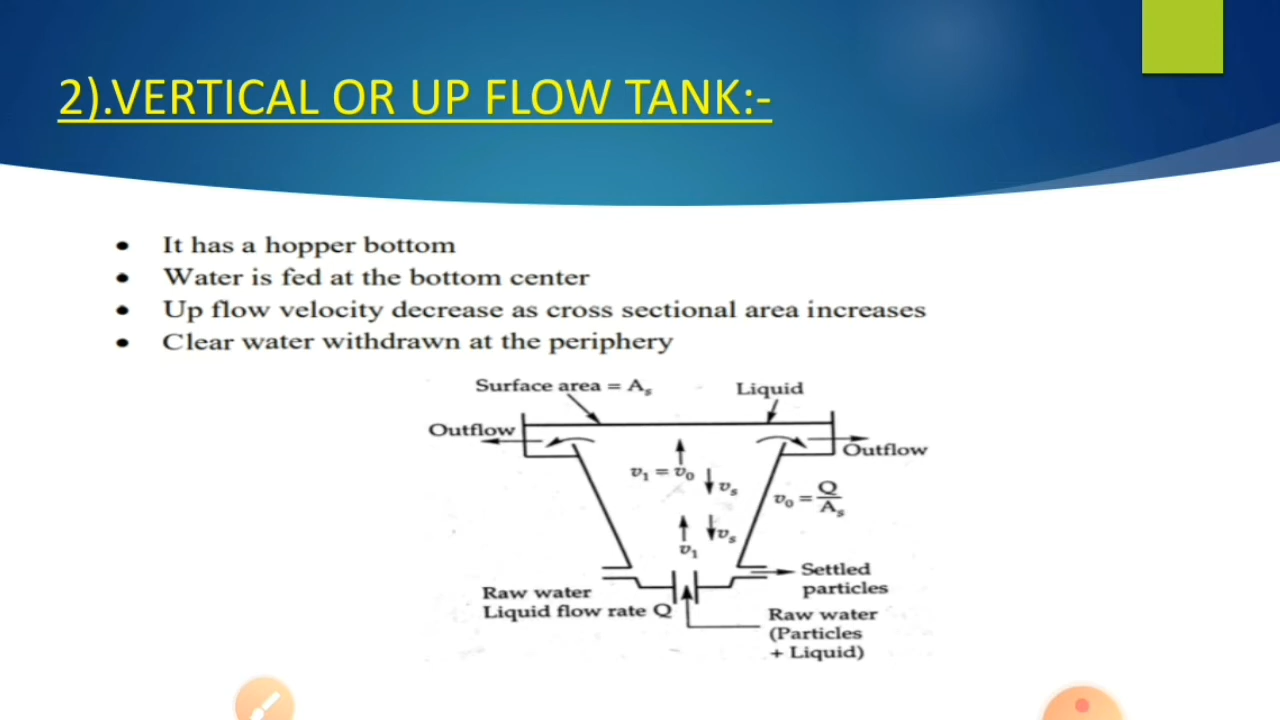 2).VERTICAL OR UP FLOW TANK:-
• It has a hopper bottom
• Water is fed at the bottom center
• Up flow velocity decrease as cross sectional area increases
• Clear water withdrawn at the periphery
Surface area = Aₛ
Liquid
Outflow
Outflow
v₁ = v₀
vₛ
v₀ = Q/Aₛ
vₛ
v₁
Settled
particles
Raw water
Liquid flow rate Q
Raw water
(Particles
+ Liquid)